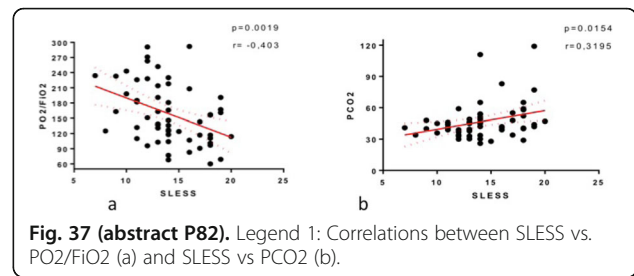 p=0.0019
r= -0,403
PO2/FiO2
300
270
240
210
180
150
120
90
60
5
10
15
20
25
SLESS
a
p=0.0154
r=0,3195
PCO2
120
90
60
30
0
5
10
15
20
25
SLESS
b
Fig. 37 (abstract P82). Legend 1: Correlations between SLESS vs.
PO2/FiO2 (a) and SLESS vs PCO2 (b).